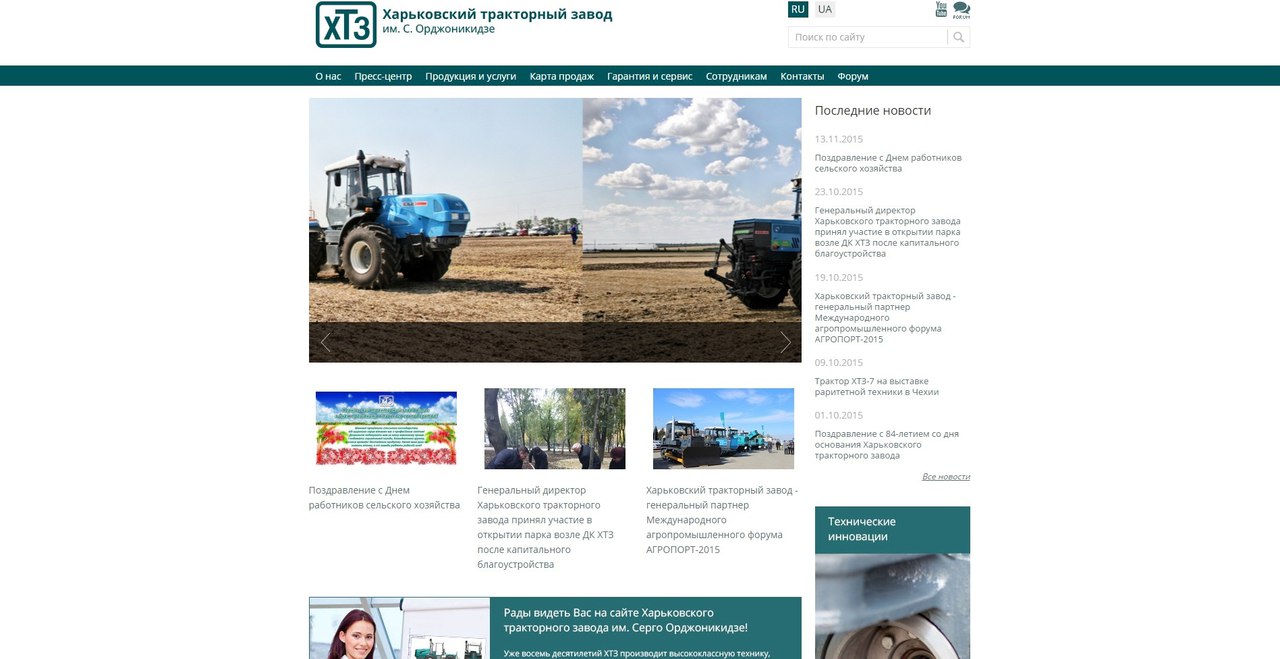 ХТЗ
Харьковский тракторный завод
им. С. Орджоникидзе
RU
UA
You
Tube
FORUM
Поиск по сайту
О нас
Пресс-центр
Продукция и услуги
Карта продаж
Гарантия и сервис
Сотрудникам
Контакты
Форум
Последние новости
13.11.2015
Поздравление с Днем работников
сельского хозяйства
23.10.2015
Генеральный директор
Харьковского тракторного завода
принял участие в открытии парка
возле ДК ХТЗ после капитального
благоустройства
19.10.2015
Харьковский тракторный завод -
генеральный партнер
Международного
агропромышленного форума
АГРОПОРТ-2015
09.10.2015
Трактор ХТЗ-7 на выставке
раритетной техники в Чехии
01.10.2015
Поздравление с 84-летием со дня
основания Харьковского
тракторного завода
Все новости
Поздравление с Днем
работников сельского хозяйства
Генеральный директор
Харьковского тракторного
завода принял участие в
открытии парка возле ДК ХТЗ
после капитального
благоустройства
Харьковский тракторный завод -
генеральный партнер
Международного
агропромышленного форума
АГРОПОРТ-2015
Технические
инновации
Рады видеть Вас на сайте Харьковского
тракторного завода им. Серго Орджоникидзе!
Уже восемь десятилетий ХТЗ производит высококлассную технику,